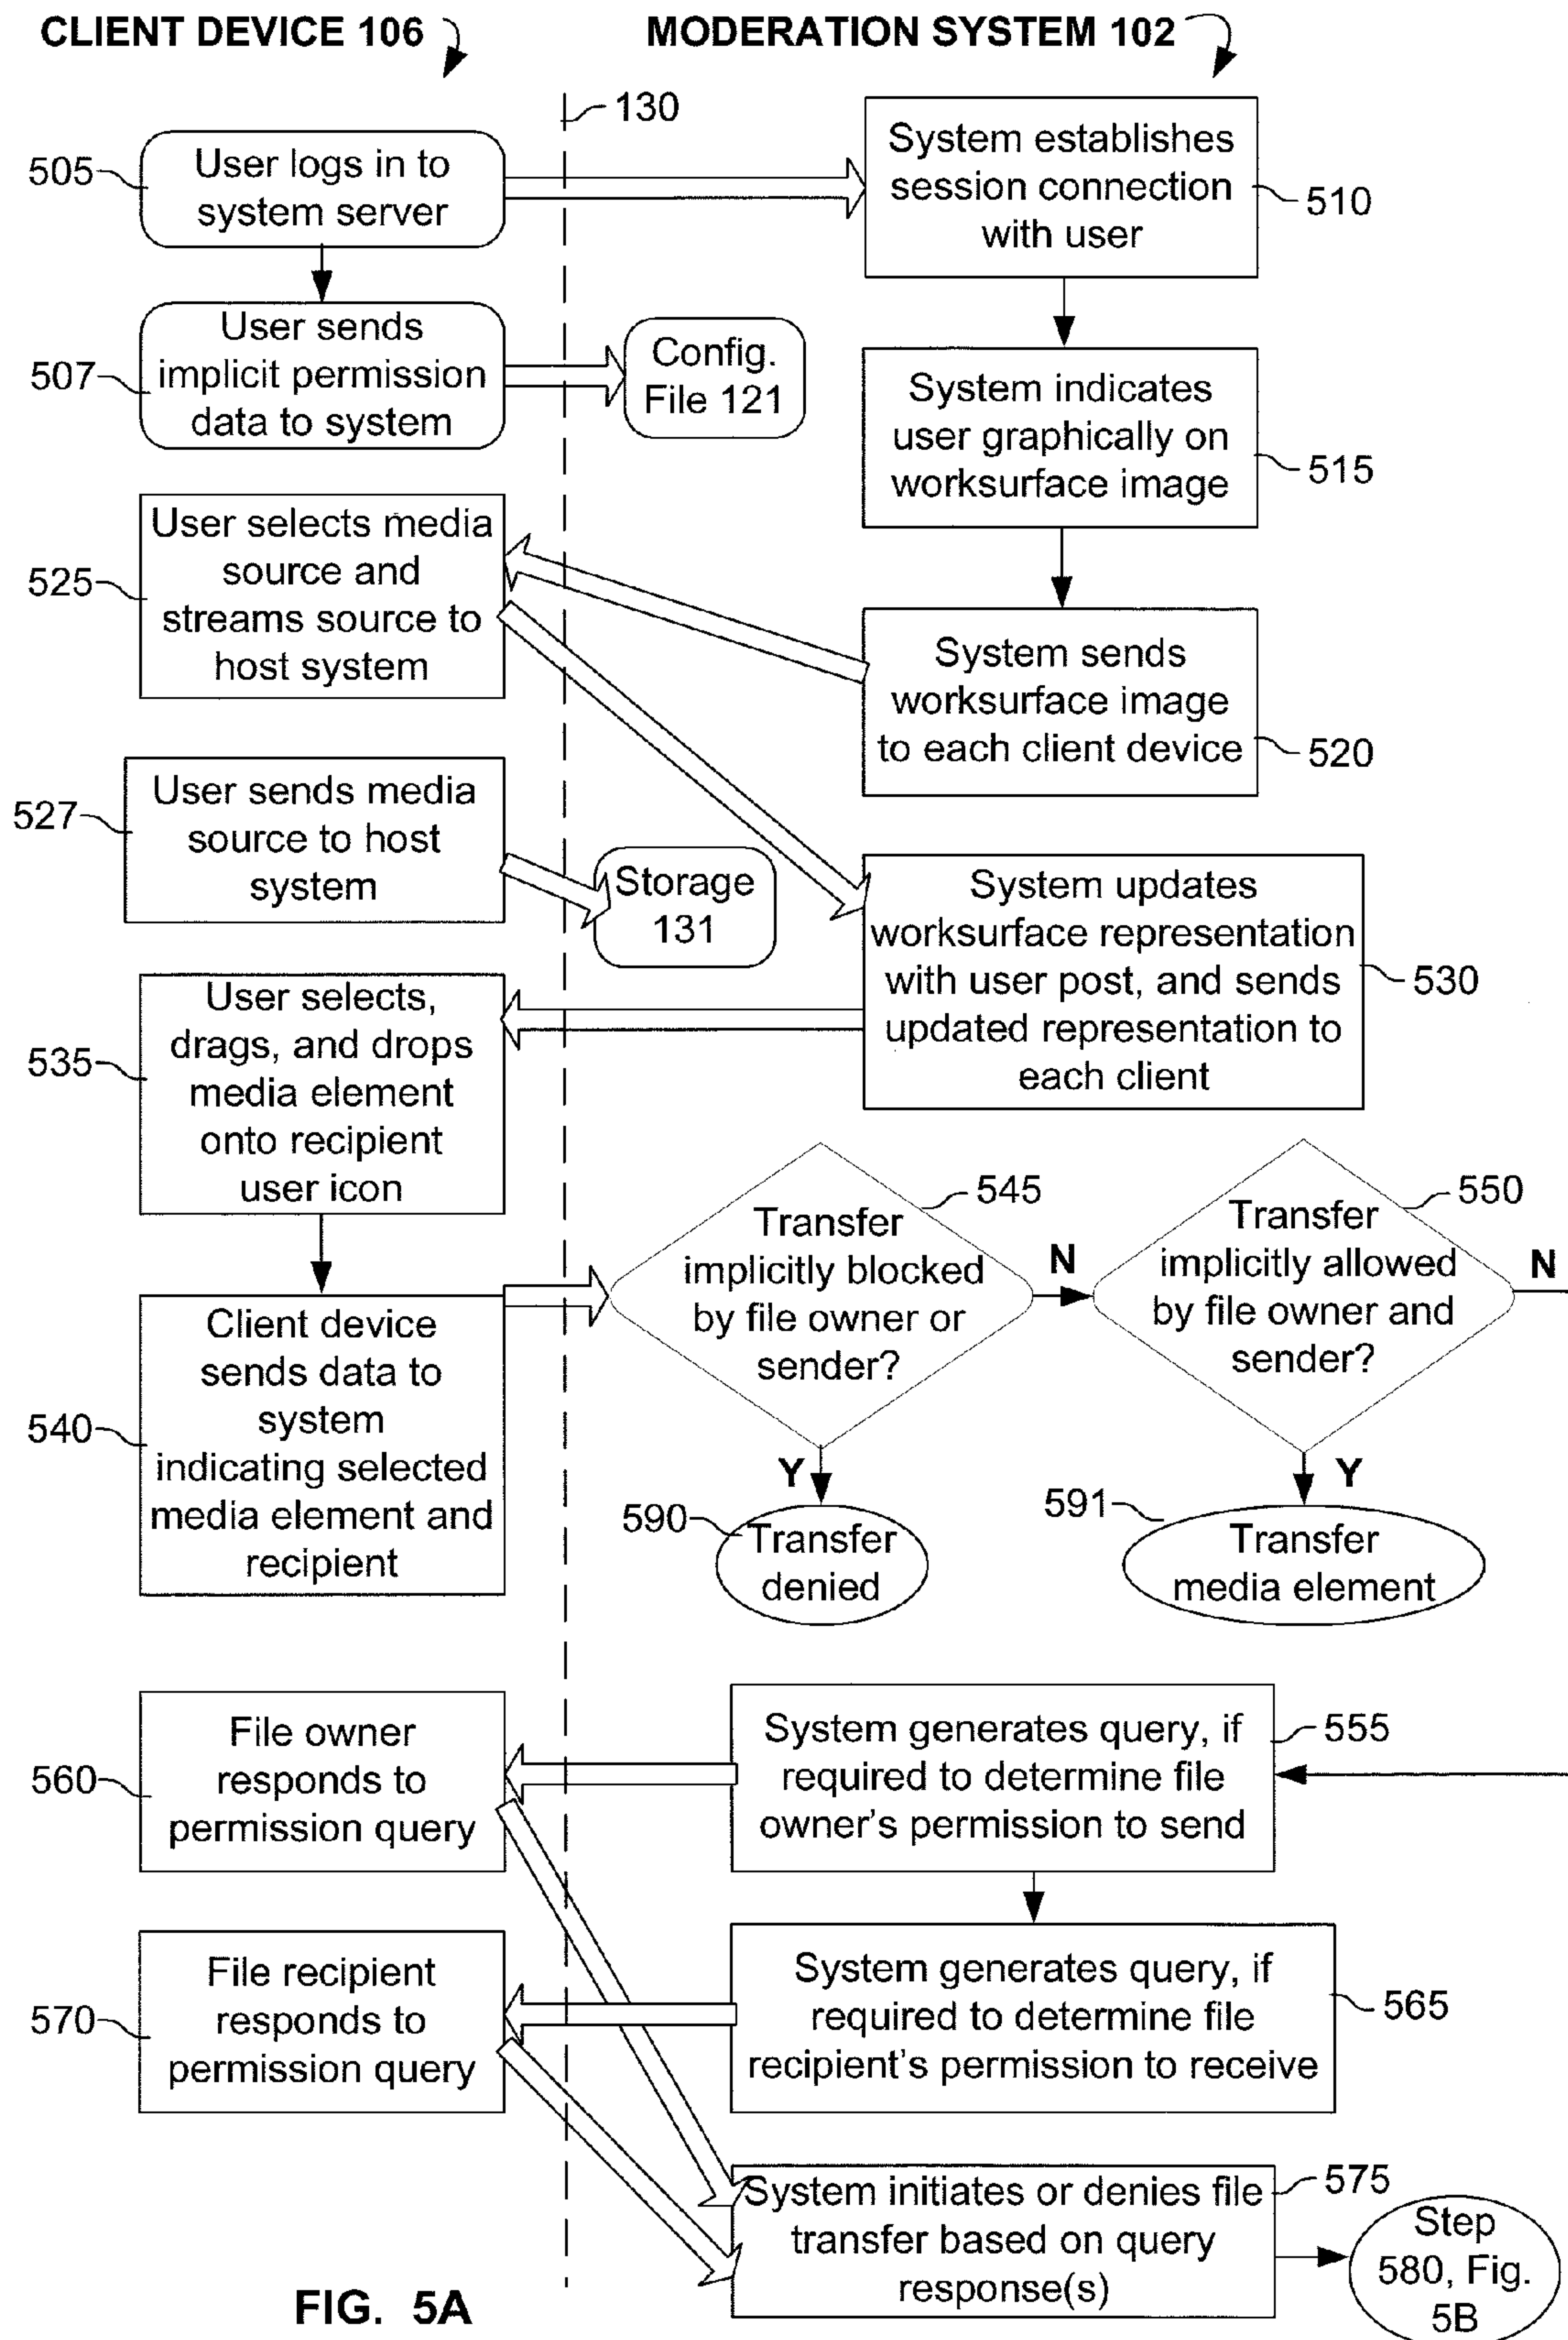 CLIENT DEVICE 106
MODERATION SYSTEM 102
130
505
User logs in to
system server
System establishes
session connection
with user
510
507
User sends
implicit permission
data to system
Config.
File 121
System indicates
user graphically on
worksurface image
515
525
User selects media
source and
streams source to
host system
System sends
worksurface image
to each client device
520
527
User sends media
source to host
system
Storage
131
System updates
worksurface representation
with user post, and sends
updated representation to
each client
530
535
User selects,
drags, and drops
media element
onto recipient
user icon
540
Client device
sends data to
system
indicating selected
media element and
recipient
545
Transfer
implicitly blocked
by file owner or
sender?
N
550
Transfer
implicitly allowed
by file owner and
sender?
N
Y
590
Transfer
denied
Y
591
Transfer
media element
560
File owner
responds to
permission query
System generates query, if
required to determine file
owner's permission to send
555
570
File recipient
responds to
permission query
System generates query, if
required to determine file
recipient's permission to receive
565
System initiates or denies file
transfer based on query
response(s)
575
Step
580, Fig.
5B
FIG. 5A